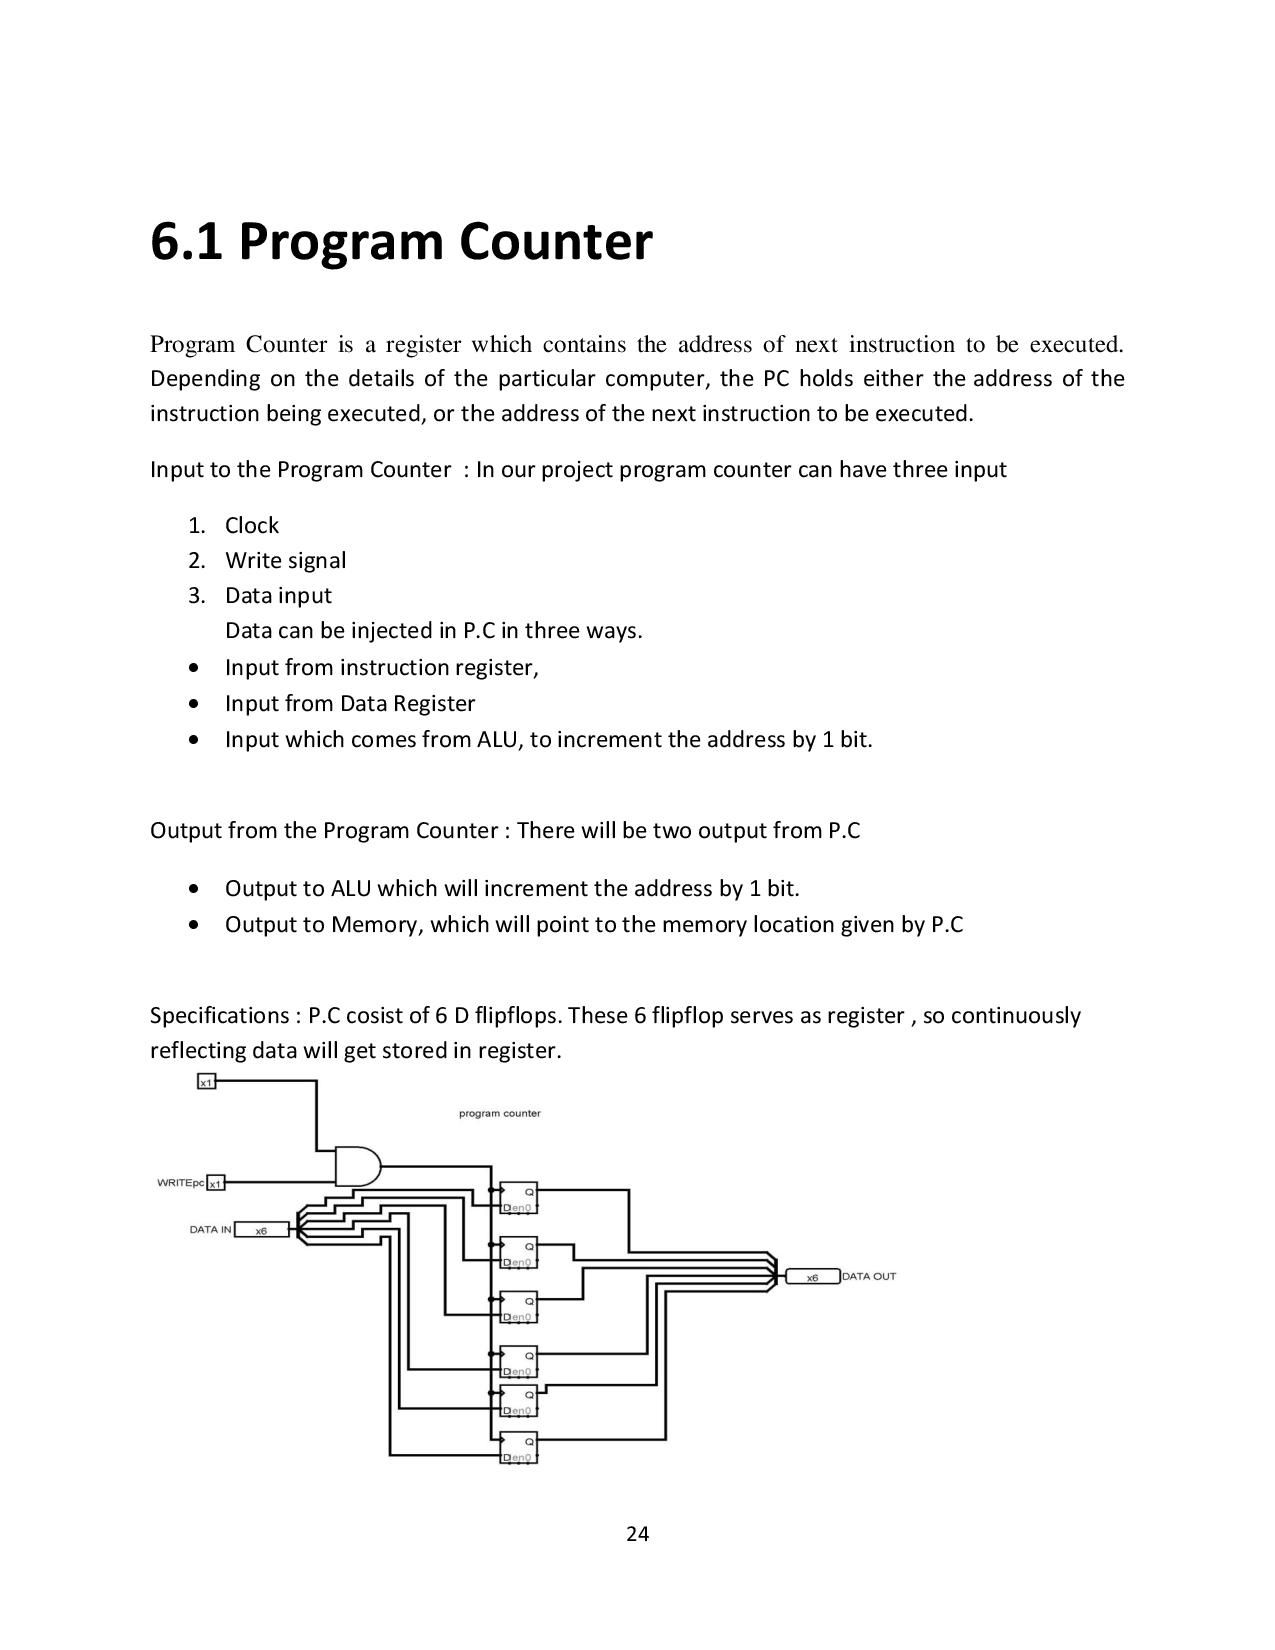 6.1 Program Counter
Program Counter is a register which contains the address of next instruction to be executed.
Depending on the details of the particular computer, the PC holds either the address of the
instruction being executed, or the address of the next instruction to be executed.
Input to the Program Counter : In our project program counter can have three input
1. Clock
2. Write signal
3. Data input
Data can be injected in P.C in three ways.
• Input from instruction register,
• Input from Data Register
• Input which comes from ALU, to increment the address by 1 bit.
Output from the Program Counter : There will be two output from P.C
• Output to ALU which will increment the address by 1 bit.
• Output to Memory, which will point to the memory location given by P.C
Specifications : P.C cosist of 6 D flipflops. These 6 flipflop serves as register , so continuously
reflecting data will get stored in register.
x1
program counter
WRITEpc x1
DATA IN x6
Q
D en0
Q
D en0
Q
D en0
x6 DATA OUT
Q
D en0
Q
D en0
Q
D en0
24